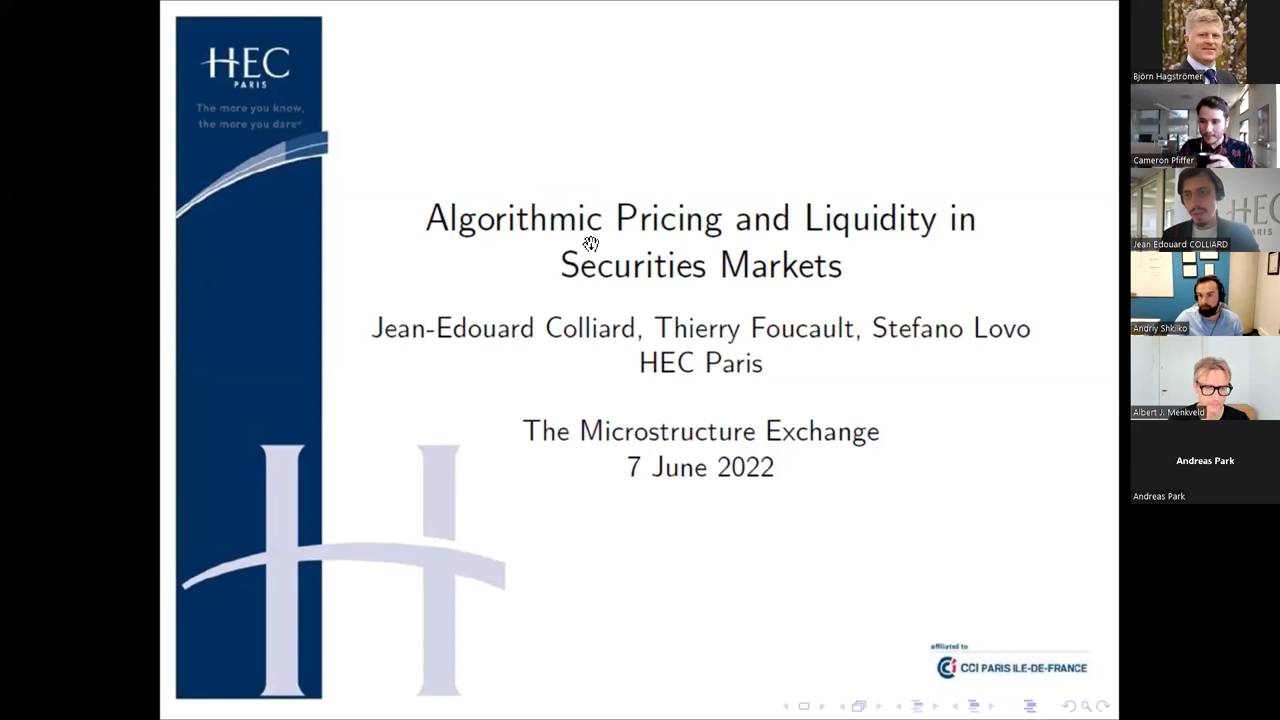 HEC
PARIS
The more you know,
the more you dare
Algorithmic Pricing and Liquidity in
Securities Markets
Jean-Edouard Colliard, Thierry Foucault, Stefano Lovo
HEC Paris
The Microstructure Exchange
7 June 2022
affiliated to
CCI PARIS ILE-DE-FRANCE
Björn Hagströmer
Cameron Pfiffer
HEC
PARIS
Jean Edouard COLLIARD
Andriy Shkilko
Albert J. Menkveld
Andreas Park
Andreas Park